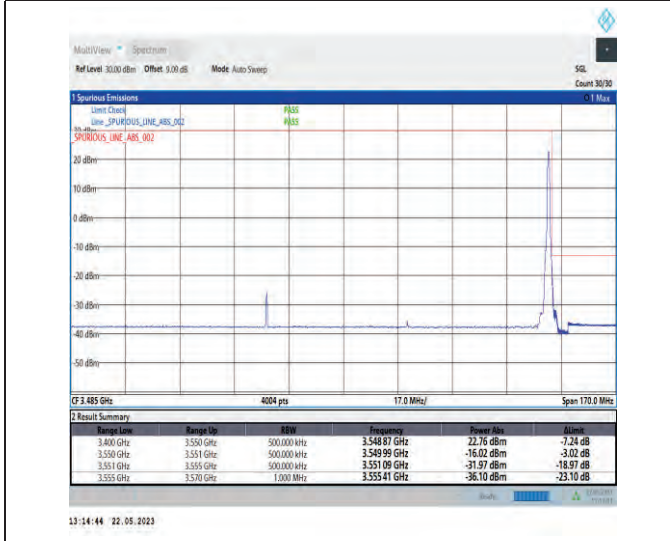 MultiView Spectrum
Ref Level 30.00 dBm Offset 9.09 dB Mode Auto Sweep SGL
Count 30/30
1 Spurious Emissions 1 Max
Limit Check PASS
Line _SPURIOUS_LINE_ABS_002 PASS
_SPURIOUS_LINE_ABS_002
20 dBm
10 dBm
0 dBm
-10 dBm
-20 dBm
-30 dBm
-40 dBm
-50 dBm
CF 3.485 GHz 4004 pts 17.0 MHz/ Span 170.0 MHz
2 Result Summary
Range Low Range Up RBW Frequency Power Abs ΔLimit
3.400 GHz 3.550 GHz 500.000 kHz 3.54887 GHz 22.76 dBm -7.24 dB
3.550 GHz 3.551 GHz 500.000 kHz 3.54999 GHz -16.02 dBm -3.02 dB
3.551 GHz 3.555 GHz 500.000 kHz 3.55109 GHz -31.97 dBm -18.97 dB
3.555 GHz 3.570 GHz 1.000 MHz 3.55541 GHz -36.10 dBm -23.10 dB
Ready
13:14:44 22.05.2023